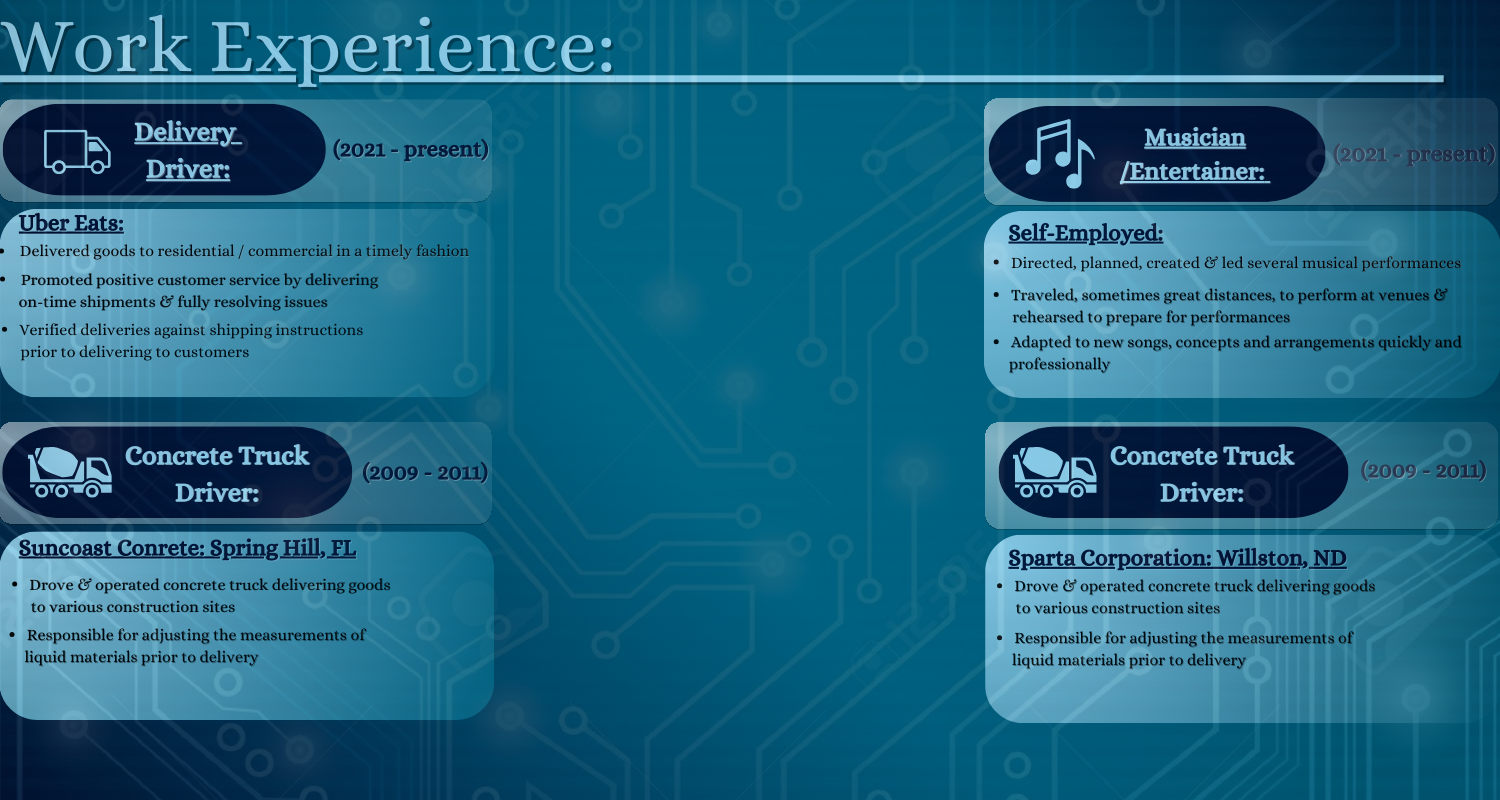 Work Experience:
Delivery
Driver:
(2021 - present)
Uber Eats:
• Delivered goods to residential / commercial in a timely fashion
• Promoted positive customer service by delivering
on-time shipments & fully resolving issues
• Verified deliveries against shipping instructions
prior to delivering to customers
Musician
/Entertainer:
(2021 - present)
Self-Employed:
• Directed, planned, created & led several musical performances
• Traveled, sometimes great distances, to perform at venues &
rehearsed to prepare for performances
• Adapted to new songs, concepts and arrangements quickly and
professionally
Concrete Truck
Driver:
(2009 - 2011)
Suncoast Conrete: Spring Hill, FL
• Drove & operated concrete truck delivering goods
to various construction sites
• Responsible for adjusting the measurements of
liquid materials prior to delivery
Concrete Truck
Driver:
(2009 - 2011)
Sparta Corporation: Willston, ND
• Drove & operated concrete truck delivering goods
to various construction sites
• Responsible for adjusting the measurements of
liquid materials prior to delivery